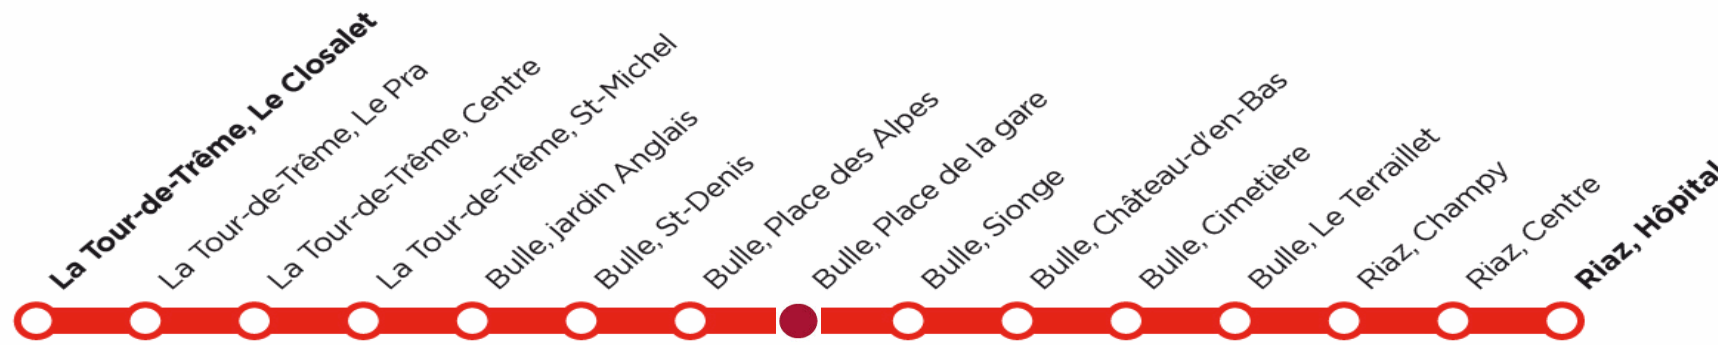 La Tour-de-Trême, Le Closalet
La Tour-de-Trême, Le Pra
La Tour-de-Trême, Centre
La Tour-de-Trême, St-Michel
Bulle, jardin Anglais
Bulle, St-Denis
Bulle, Place des Alpes
Bulle, Place de la gare
Bulle, Sionge
Bulle, Château-d'en-Bas
Bulle, Cimetière
Bulle, Le Terraillet
Riaz, Champy
Riaz, Centre
Riaz, Hôpital